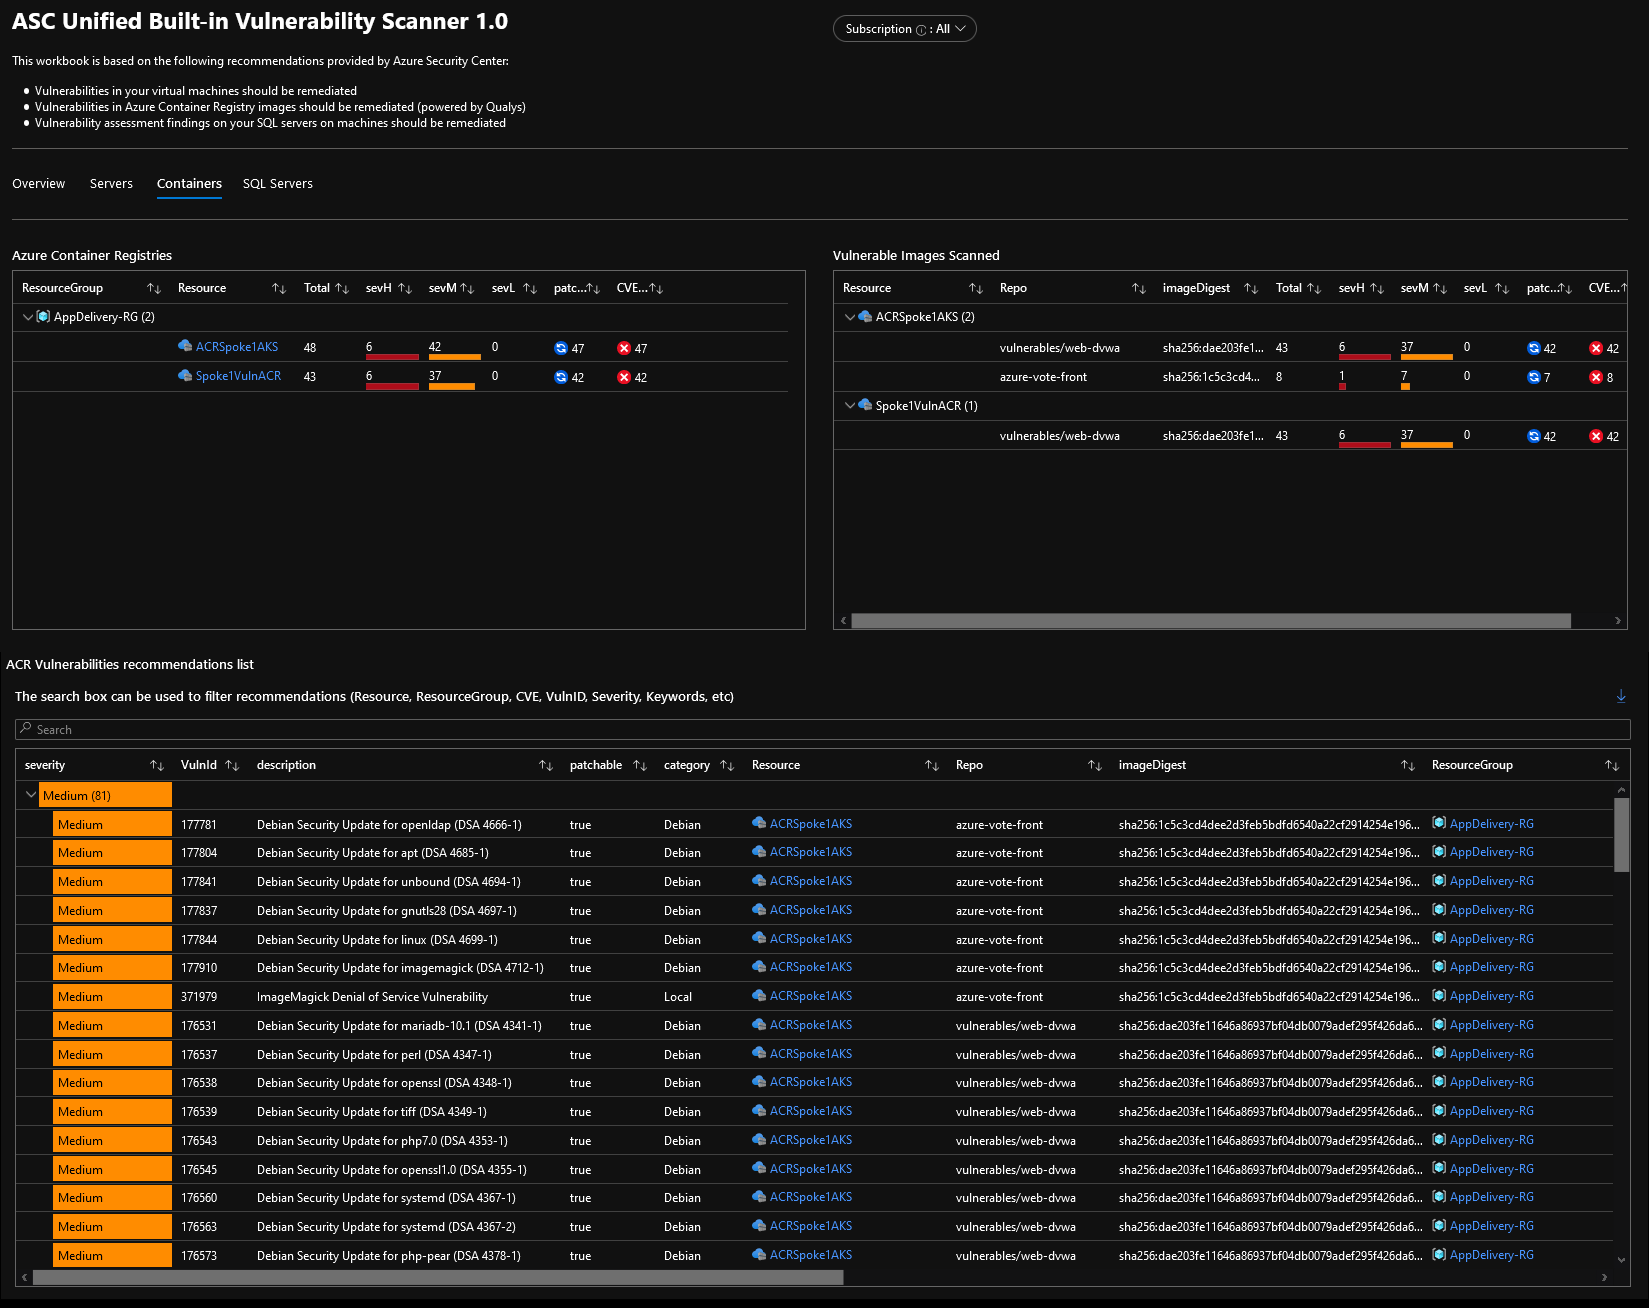 ASC Unified Built-in Vulnerability Scanner 1.0
Subscription : All
This workbook is based on the following recommendations provided by Azure Security Center:
• Vulnerabilities in your virtual machines should be remediated
• Vulnerabilities in Azure Container Registry images should be remediated (powered by Qualys)
• Vulnerability assessment findings on your SQL servers on machines should be remediated
Overview Servers Containers SQL Servers
Azure Container Registries
ResourceGroup Resource Total sevH sevM sevL patc... CVE...
AppDelivery-RG (2)
ACRSpoke1AKS 48 6 42 0 47 47
Spoke1VulnACR 43 6 37 0 42 42
Vulnerable Images Scanned
Resource Repo imageDigest Total sevH sevM sevL patc... CVE...
ACRSpoke1AKS (2)
vulnerables/web-dvwa sha256:dae203fe1... 43 6 37 0 42 42
azure-vote-front sha256:1c5c3cd4... 8 1 7 0 7 8
Spoke1VulnACR (1)
vulnerables/web-dvwa sha256:dae203fe1... 43 6 37 0 42 42
ACR Vulnerabilities recommendations list
The search box can be used to filter recommendations (Resource, ResourceGroup, CVE, VulnID, Severity, Keywords, etc)
Search
severity VulnId description patchable category Resource Repo imageDigest ResourceGroup
Medium (81)
Medium 177781 Debian Security Update for openldap (DSA 4666-1) true Debian ACRSpoke1AKS azure-vote-front sha256:1c5c3cd4dee2d3feb5bdfd6540a22cf2914254e196... AppDelivery-RG
Medium 177804 Debian Security Update for apt (DSA 4685-1) true Debian ACRSpoke1AKS azure-vote-front sha256:1c5c3cd4dee2d3feb5bdfd6540a22cf2914254e196... AppDelivery-RG
Medium 177841 Debian Security Update for unbound (DSA 4694-1) true Debian ACRSpoke1AKS azure-vote-front sha256:1c5c3cd4dee2d3feb5bdfd6540a22cf2914254e196... AppDelivery-RG
Medium 177837 Debian Security Update for gnutls28 (DSA 4697-1) true Debian ACRSpoke1AKS azure-vote-front sha256:1c5c3cd4dee2d3feb5bdfd6540a22cf2914254e196... AppDelivery-RG
Medium 177844 Debian Security Update for linux (DSA 4699-1) true Debian ACRSpoke1AKS azure-vote-front sha256:1c5c3cd4dee2d3feb5bdfd6540a22cf2914254e196... AppDelivery-RG
Medium 177910 Debian Security Update for imagemagick (DSA 4712-1) true Debian ACRSpoke1AKS azure-vote-front sha256:1c5c3cd4dee2d3feb5bdfd6540a22cf2914254e196... AppDelivery-RG
Medium 371979 ImageMagick Denial of Service Vulnerability true Local ACRSpoke1AKS azure-vote-front sha256:1c5c3cd4dee2d3feb5bdfd6540a22cf2914254e196... AppDelivery-RG
Medium 176531 Debian Security Update for mariadb-10.1 (DSA 4341-1) true Debian ACRSpoke1AKS vulnerables/web-dvwa sha256:dae203fe11646a86937bf04db0079adef295f426da6... AppDelivery-RG
Medium 176537 Debian Security Update for perl (DSA 4347-1) true Debian ACRSpoke1AKS vulnerables/web-dvwa sha256:dae203fe11646a86937bf04db0079adef295f426da6... AppDelivery-RG
Medium 176538 Debian Security Update for openssl (DSA 4348-1) true Debian ACRSpoke1AKS vulnerables/web-dvwa sha256:dae203fe11646a86937bf04db0079adef295f426da6... AppDelivery-RG
Medium 176539 Debian Security Update for tiff (DSA 4349-1) true Debian ACRSpoke1AKS vulnerables/web-dvwa sha256:dae203fe11646a86937bf04db0079adef295f426da6... AppDelivery-RG
Medium 176543 Debian Security Update for php7.0 (DSA 4353-1) true Debian ACRSpoke1AKS vulnerables/web-dvwa sha256:dae203fe11646a86937bf04db0079adef295f426da6... AppDelivery-RG
Medium 176545 Debian Security Update for openssl1.0 (DSA 4355-1) true Debian ACRSpoke1AKS vulnerables/web-dvwa sha256:dae203fe11646a86937bf04db0079adef295f426da6... AppDelivery-RG
Medium 176560 Debian Security Update for systemd (DSA 4367-1) true Debian ACRSpoke1AKS vulnerables/web-dvwa sha256:dae203fe11646a86937bf04db0079adef295f426da6... AppDelivery-RG
Medium 176563 Debian Security Update for systemd (DSA 4367-2) true Debian ACRSpoke1AKS vulnerables/web-dvwa sha256:dae203fe11646a86937bf04db0079adef295f426da6... AppDelivery-RG
Medium 176573 Debian Security Update for php-pear (DSA 4378-1) true Debian ACRSpoke1AKS vulnerables/web-dvwa sha256:dae203fe11646a86937bf04db0079adef295f426da6... AppDelivery-RG